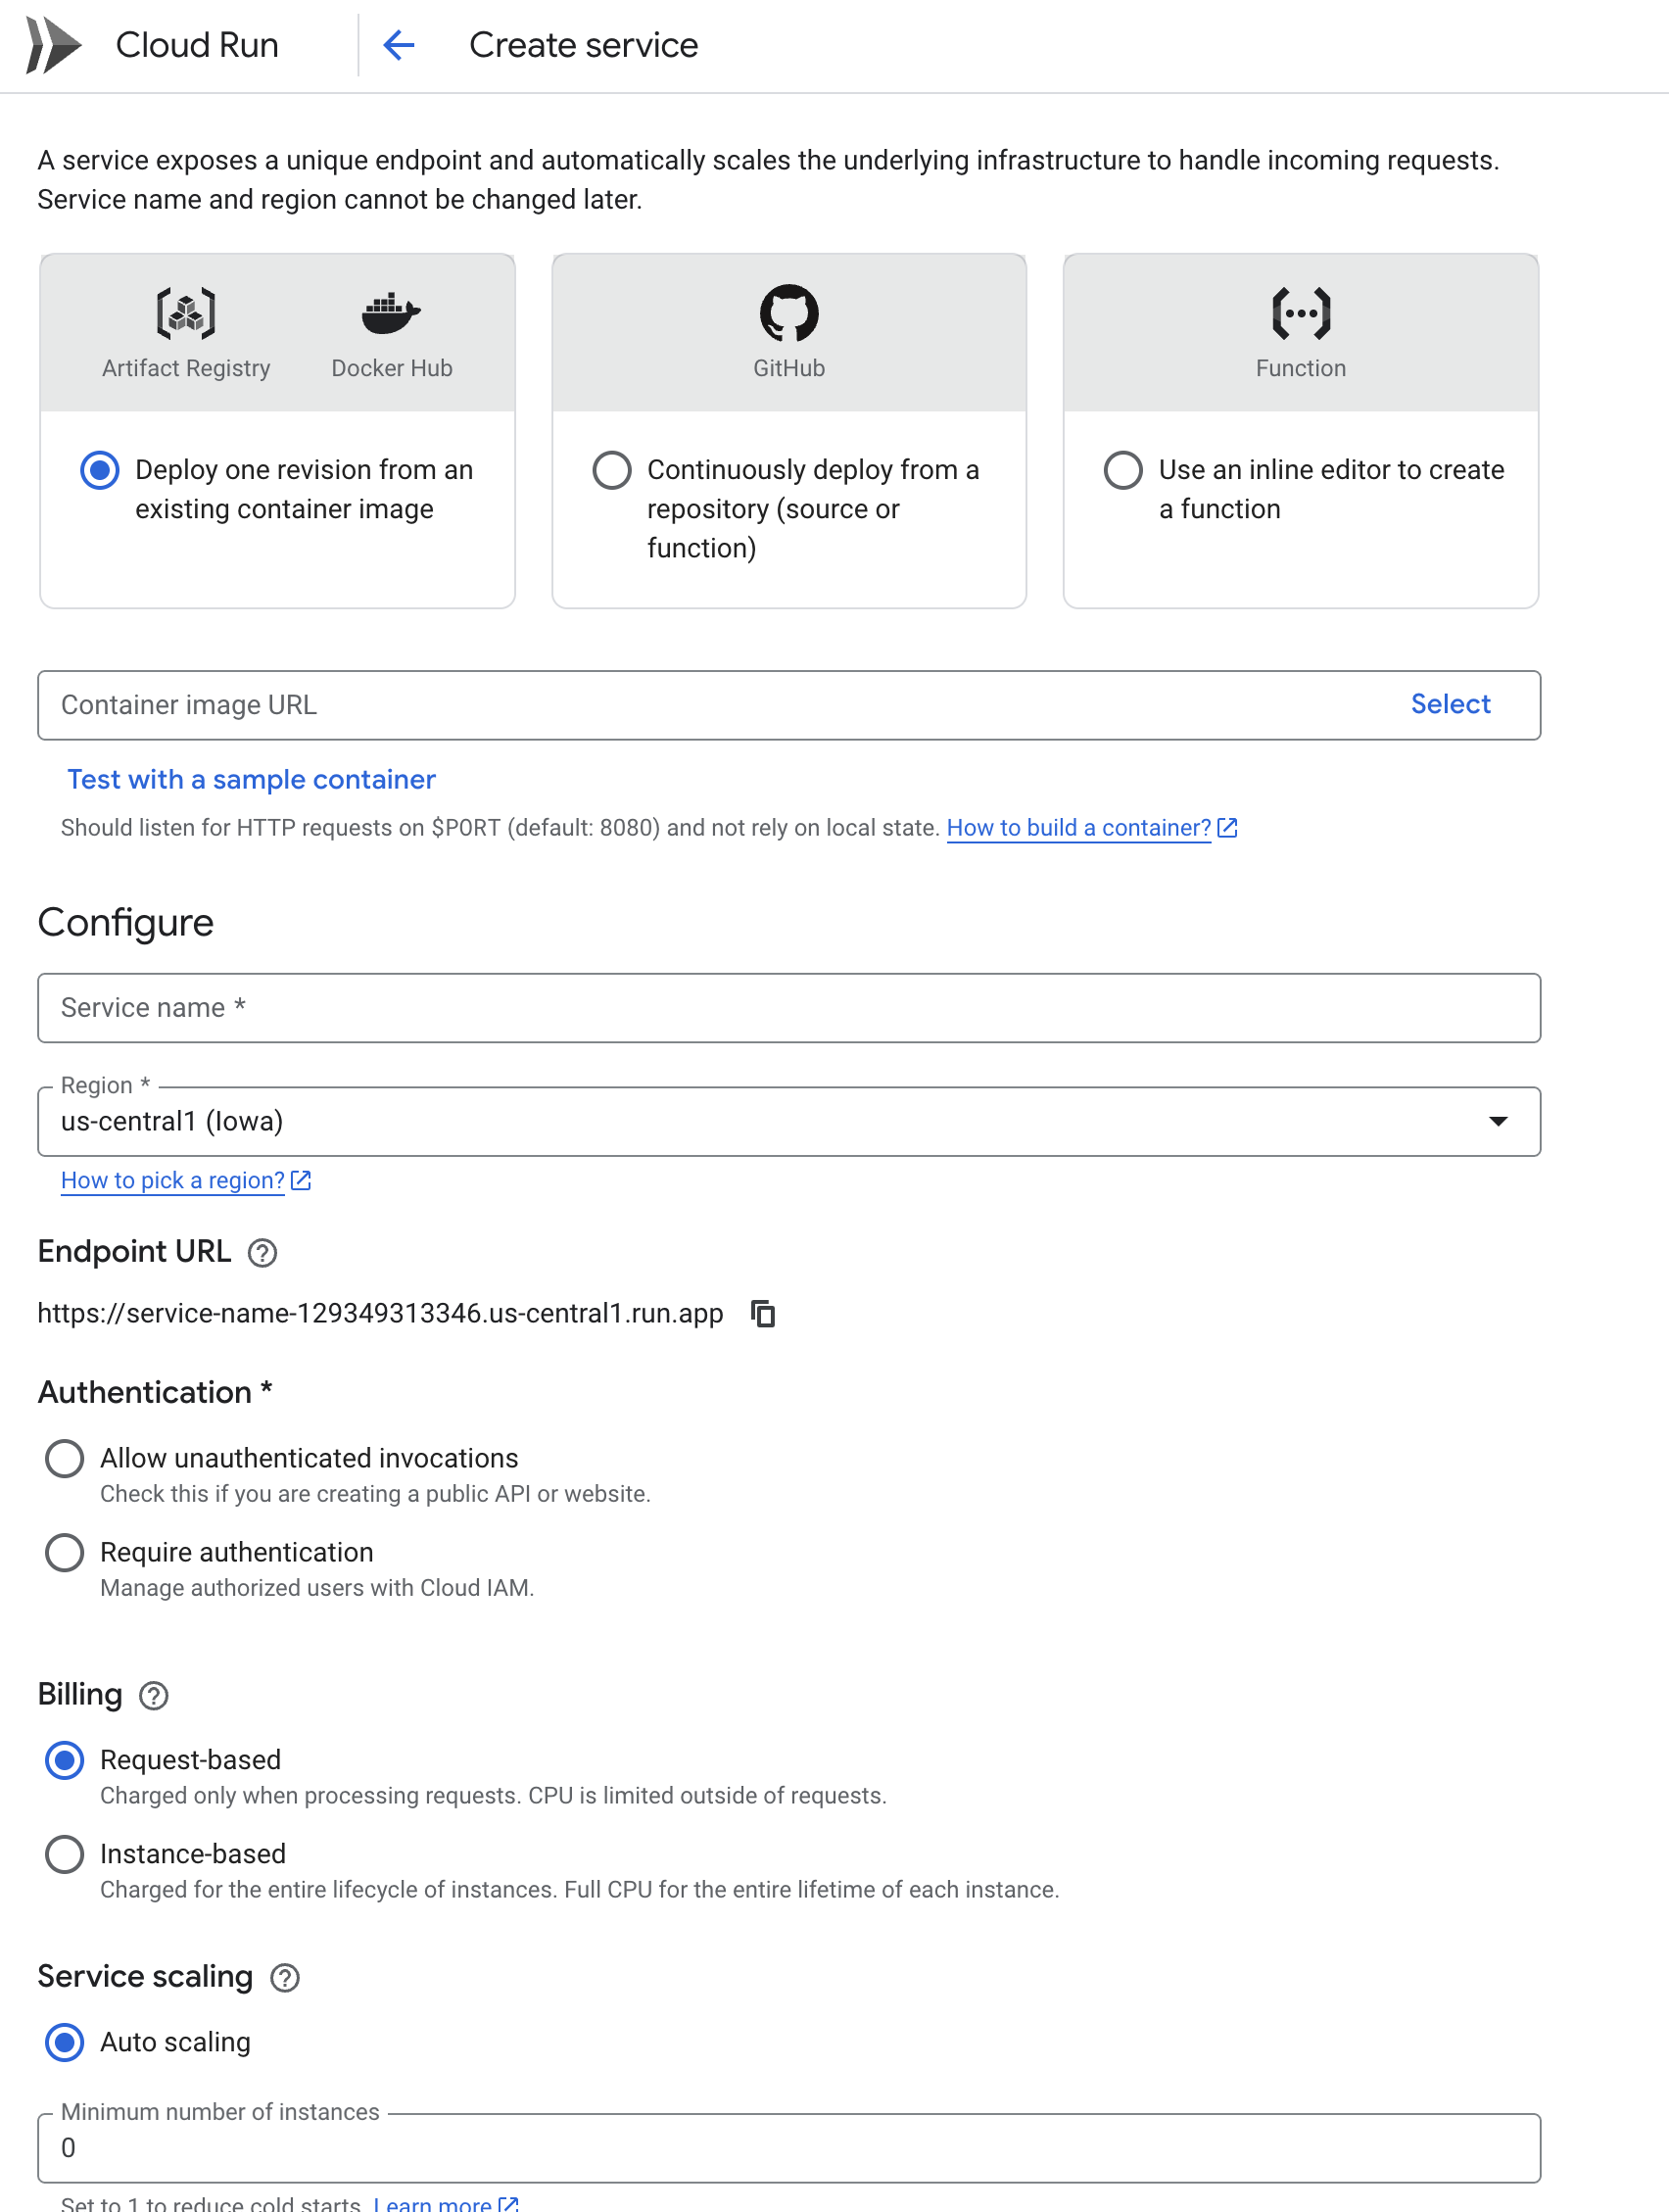 Cloud Run
Create service
A service exposes a unique endpoint and automatically scales the underlying infrastructure to handle incoming requests.
Service name and region cannot be changed later.
Artifact Registry
Docker Hub
GitHub
Function
Deploy one revision from an
existing container image
Continuously deploy from a
repository (source or
function)
Use an inline editor to create
a function
Container image URL
Select
Test with a sample container
Should listen for HTTP requests on $PORT (default: 8080) and not rely on local state. How to build a container?
Configure
Service name *
Region *
us-central1 (Iowa)
How to pick a region?
Endpoint URL
https://service-name-129349313346.us-central1.run.app
Authentication *
Allow unauthenticated invocations
Check this if you are creating a public API or website.
Require authentication
Manage authorized users with Cloud IAM.
Billing
Request-based
Charged only when processing requests. CPU is limited outside of requests.
Instance-based
Charged for the entire lifecycle of instances. Full CPU for the entire lifetime of each instance.
Service scaling
Auto scaling
Minimum number of instances
0
Set to 1 to reduce cold starts. Learn more